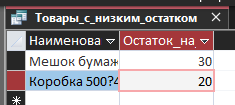 Товары_с_низким_остатком
Наименова Остаток_на
Мешок бумаж 30
Коробка 500?4 20